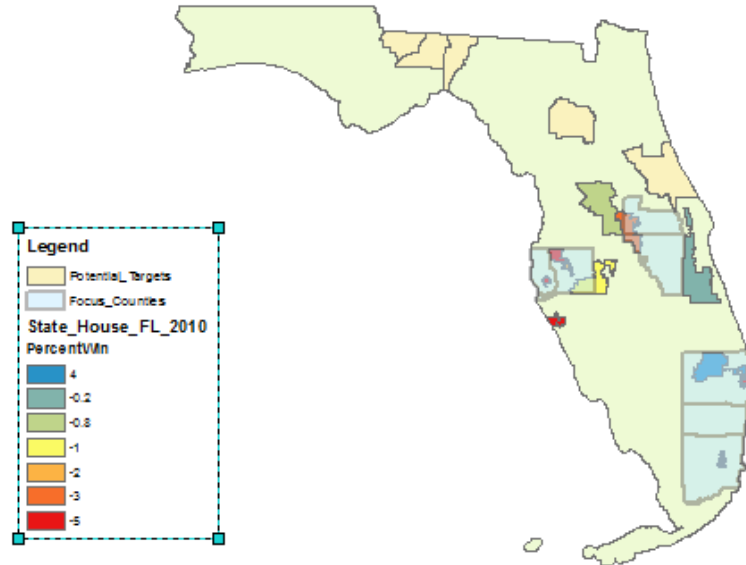 Legend
Potential_Targets
Focus_Counties
State_House_FL_2010
PercentWin
4
-0.2
-0.8
-1
-2
-3
-5